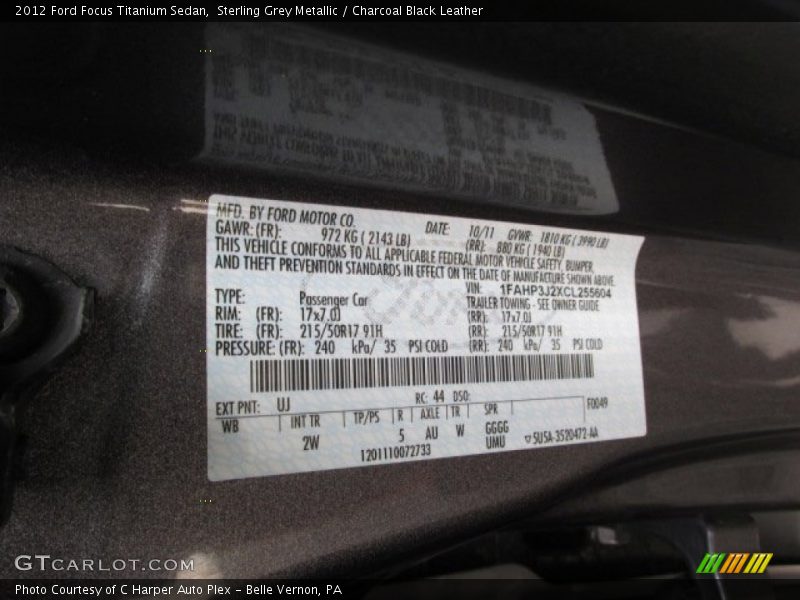 2012 Ford Focus Titanium Sedan,  Sterling Grey Metallic / Charcoal Black Leather
MFD. BY FORD MOTOR CO.
DATE: 10/11 GVWR: 1810 KG ( 3990 LB)
GAWR: (FR): 972 KG ( 2143 LB) (RR): 880 KG ( 1940 LB)
THIS VEHICLE CONFORMS TO ALL APPLICABLE FEDERAL MOTOR VEHICLE SAFETY, BUMPER,
AND THEFT PREVENTION STANDARDS IN EFFECT ON THE DATE OF MANUFACTURE SHOWN ABOVE.
VIN: 1FAHP3J2XCL255604
TYPE: Passenger Car TRAILER TOWING - SEE OWNER GUIDE
RIM: (FR): 17x7.0J (RR): 17x7.0J
TIRE: (FR): 215/50R17 91H (RR): 215/50R17 91H
PRESSURE: (FR): 240 kPa/ 35 PSI COLD (RR): 240 kPa/ 35 PSI COLD
EXT PNT: UJ RC: 44 DSO: F0049
WB INT TR TP/PS R AXLE TR SPR
2W 5 AU W GGGG
UMU
1201110072733 5U5A-3520472-AA
GTCARLOT.COM
Photo Courtesy of C Harper Auto Plex - Belle Vernon, PA